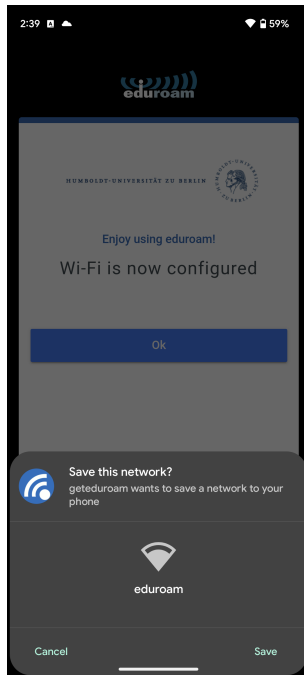 2:39
59%
eduroam
HUMBOLDT-UNIVERSITÄT ZU BERLIN
Enjoy using eduroam!
Wi-Fi is now configured
Ok
Save this network?
geteduroam wants to save a network to your
phone
eduroam
Cancel
Save